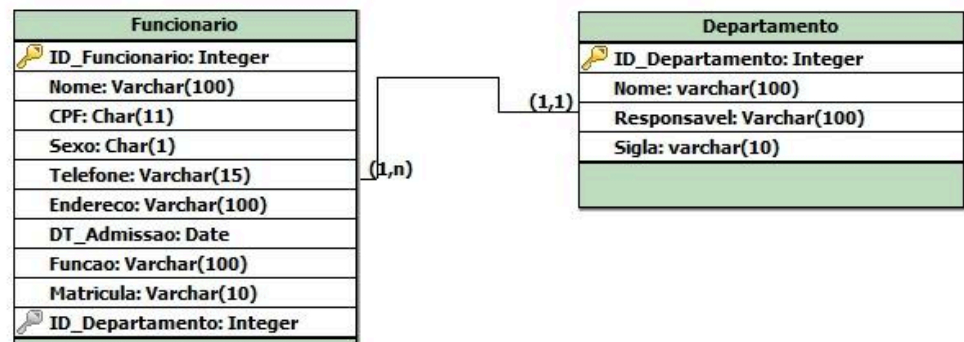 Funcionario
ID_Funcionario: Integer
Nome: Varchar(100)
CPF: Char(11)
Sexo: Char(1)
Telefone: Varchar(15)
Endereco: Varchar(100)
DT_Admissao: Date
Funcao: Varchar(100)
Matricula: Varchar(10)
ID_Departamento: Integer
(1,n)
(1,1)
Departamento
ID_Departamento: Integer
Nome: varchar(100)
Responsavel: Varchar(100)
Sigla: varchar(10)